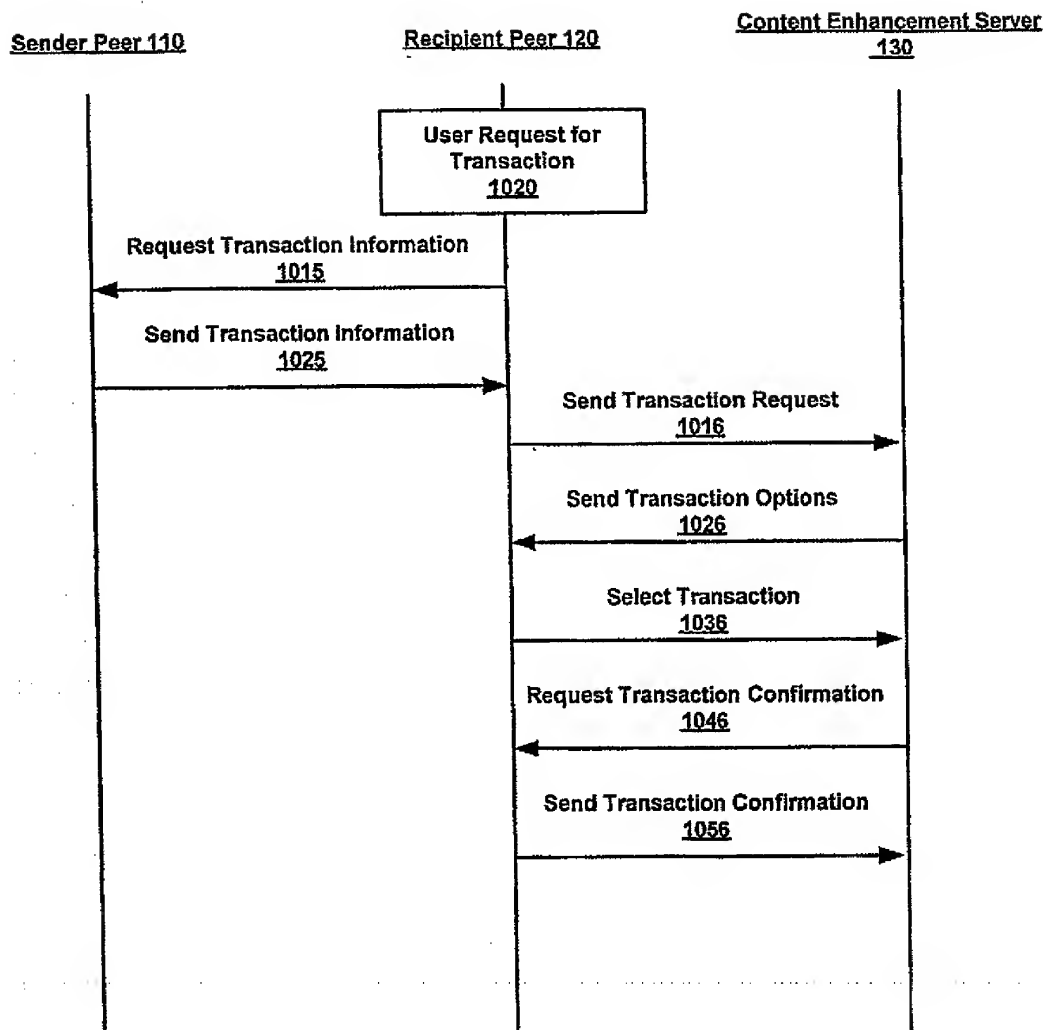 Sender Peer 110
Recipient Peer 120
Content Enhancement Server
130
User Request for
Transaction
1020
Request Transaction Information
1015
Send Transaction Information
1025
Send Transaction Request
1016
Send Transaction Options
1026
Select Transaction
1036
Request Transaction Confirmation
1046
Send Transaction Confirmation
1056